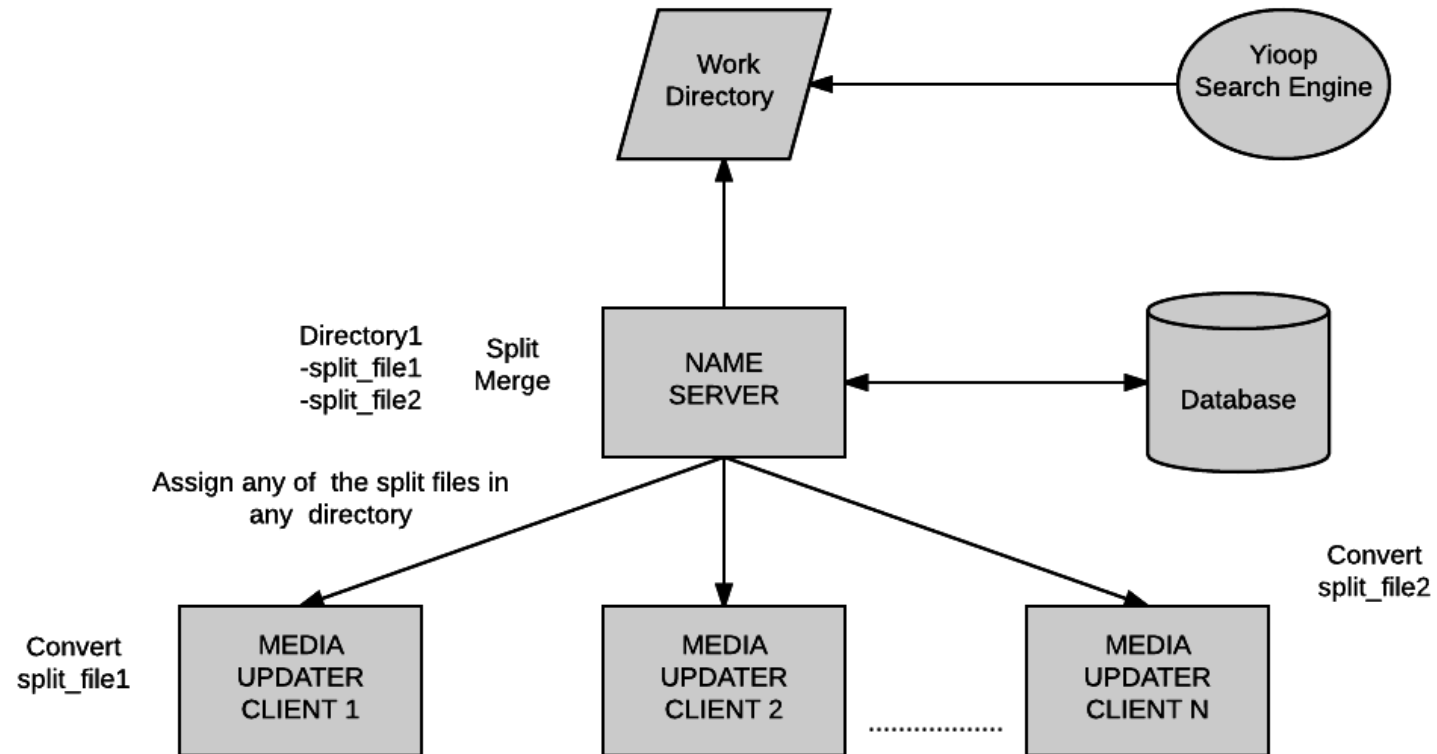 Work
Directory
Yioop
Search Engine
Directory1
-split_file1
-split_file2
Split
Merge
NAME
SERVER
Database
Assign any of the split files in
any directory
Convert
split_file2
Convert
split_file1
MEDIA
UPDATER
CLIENT 1
MEDIA
UPDATER
CLIENT 2
..................
MEDIA
UPDATER
CLIENT N